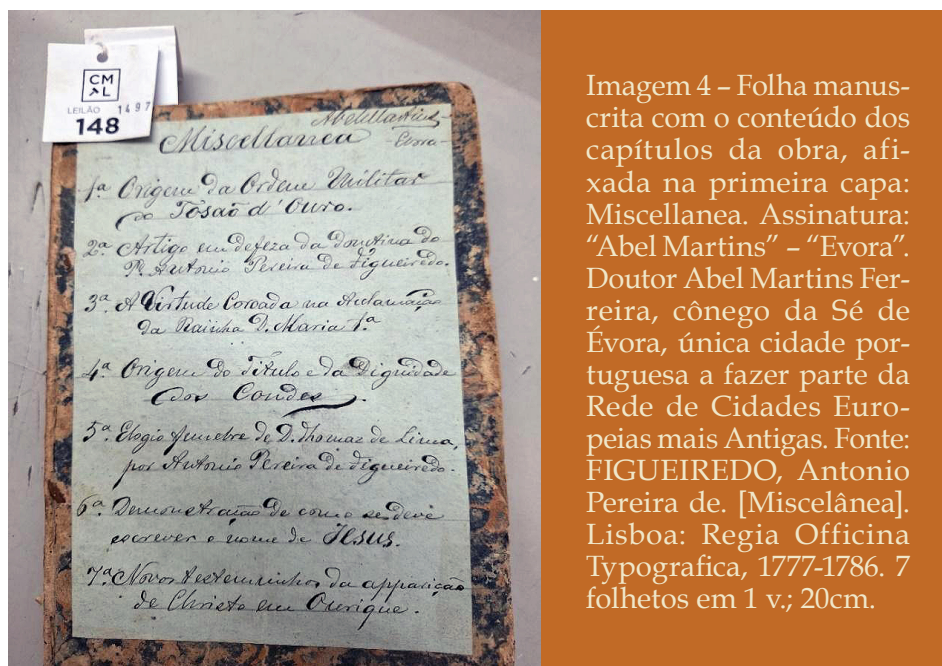 CM
AL
LEILÃO 1497
148
Abel Martins
Miscellanea
Evora
1ª Origem da Ordem Militar
do Tosaõ d'Ouro.
2ª Artigo em defeza da doutina do
Pe. Antonio Pereira de Figueiredo.
3ª A Virtude Coroada na Aclamação
da Rainha D. Maria 1ª
4ª Origem do Titulo e da Dignidade
dos Condes.
5ª Elogio funebre de D. Thomaz de Lima,
por Antonio Pereira de Figueiredo.
6ª Demonstração de como se deve
escrever o nome de JEsus.
7ª Novos testemunhos da apparição
de Christo em Ourique.
Imagem 4 – Folha manus-
crita com o conteúdo dos
capítulos da obra, afi-
xada na primeira capa:
Miscellanea. Assinatura:
“Abel Martins” – “Evora”.
Doutor Abel Martins Fer-
reira, cônego da Sé de
Évora, única cidade por-
tuguesa a fazer parte da
Rede de Cidades Euro-
peias mais Antigas. Fonte:
FIGUEIREDO, Antonio
Pereira de. [Miscelânea].
Lisboa: Regia Officina
Typografica, 1777-1786. 7
folhetos em 1 v.; 20cm.